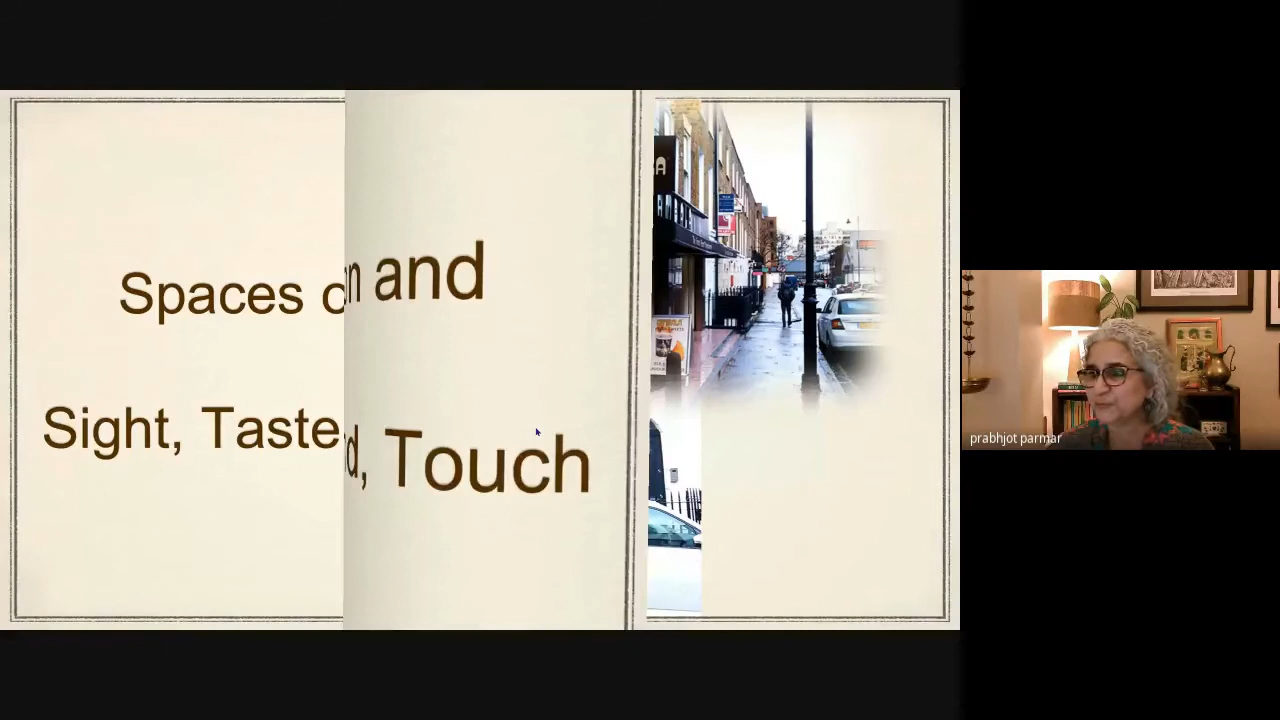 Spaces o n and
Sight, Taste d, Touch
prabhjot parmar